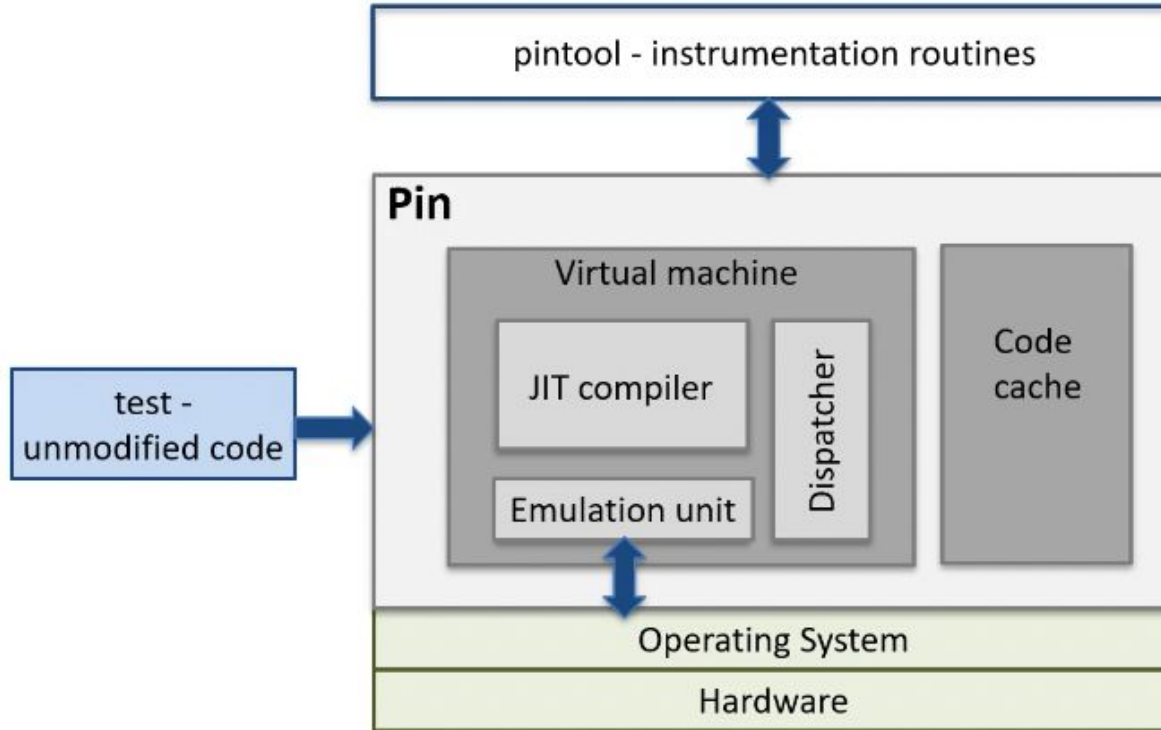 pintool - instrumentation routines
Pin
Virtual machine
JIT compiler
Dispatcher
Emulation unit
Code
cache
test -
unmodified code
Operating System
Hardware